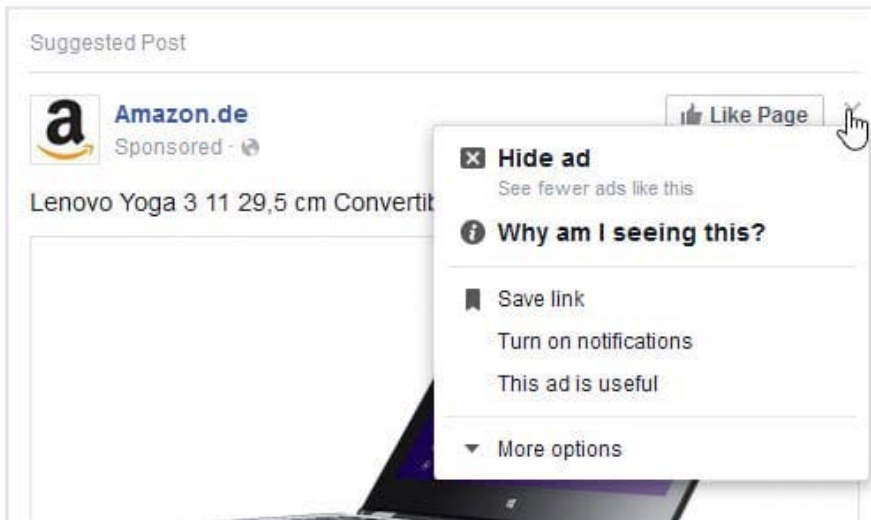 Suggested Post
a
Amazon.de
Like Page
Sponsored ·
Hide ad
See fewer ads like this
Lenovo Yoga 3 11 29,5 cm
Why am I seeing this?
Save link
Turn on notifications
This ad is useful
More options